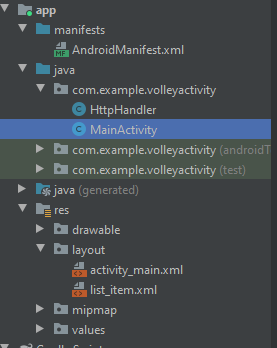 app
manifests
AndroidManifest.xml
java
com.example.volleyactivity
HttpHandler
MainActivity
com.example.volleyactivity (androidT
com.example.volleyactivity (test)
java (generated)
res
drawable
layout
activity_main.xml
list_item.xml
mipmap
values